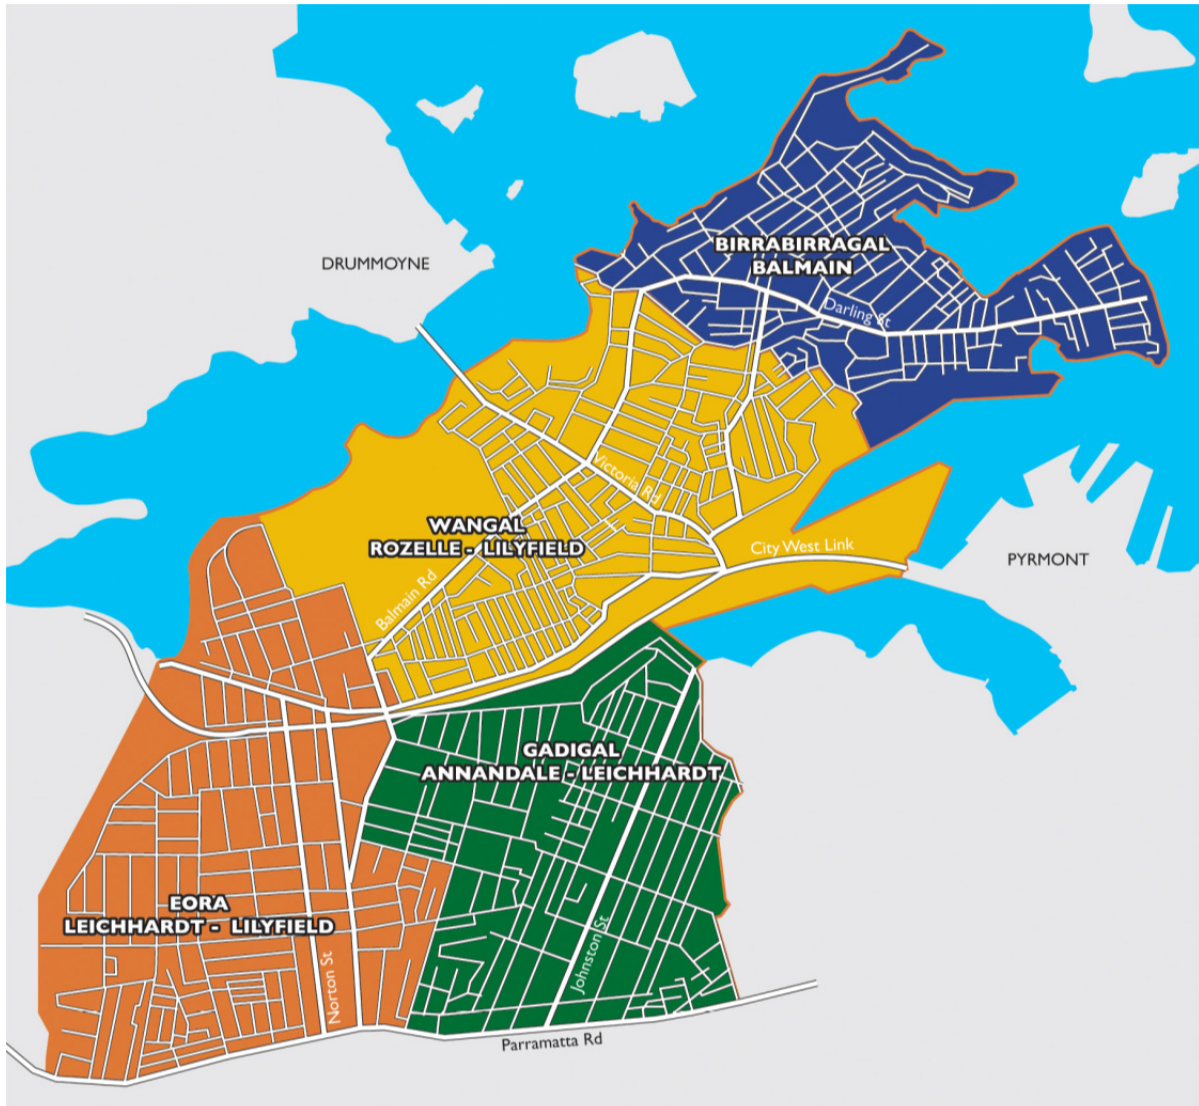 BIRRABIRRAGAL
BALMAIN
DRUMMOYNE
Darling St
Victoria Rd
WANGAL
ROZELLE - LILYFIELD
City West Link
PYRMONT
Balmain Rd
GADIGAL
ANNANDALE - LEICHHARDT
EORA
LEICHHARDT - LILYFIELD
Johnston St
Norton St
Parramatta Rd